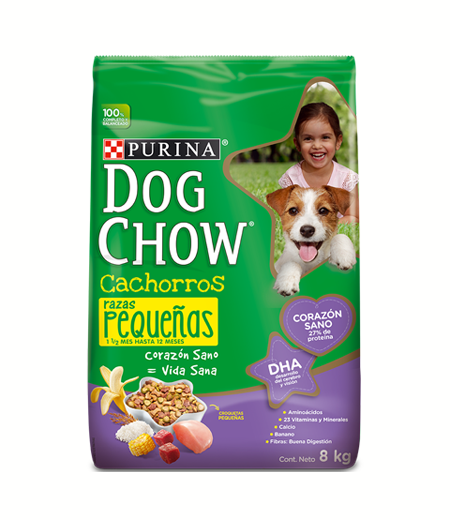 100%
COMPLETO Y
BALANCEADO
PURINA®
DOG
CHOW®
Cachorros
RAZAS
PEQUEÑAS
1 ½ MES HASTA 12 MESES
Corazón Sano
= Vida Sana
CORAZÓN
SANO
27% de
proteína
DHA
desarrollo
del cerebro
y visión
CROQUETAS
PEQUEÑAS
• Aminoácidos
• 23 Vitaminas y Minerales
• Calcio
• Banano
• Fibras: Buena Digestión
Cont. Neto 8 kg